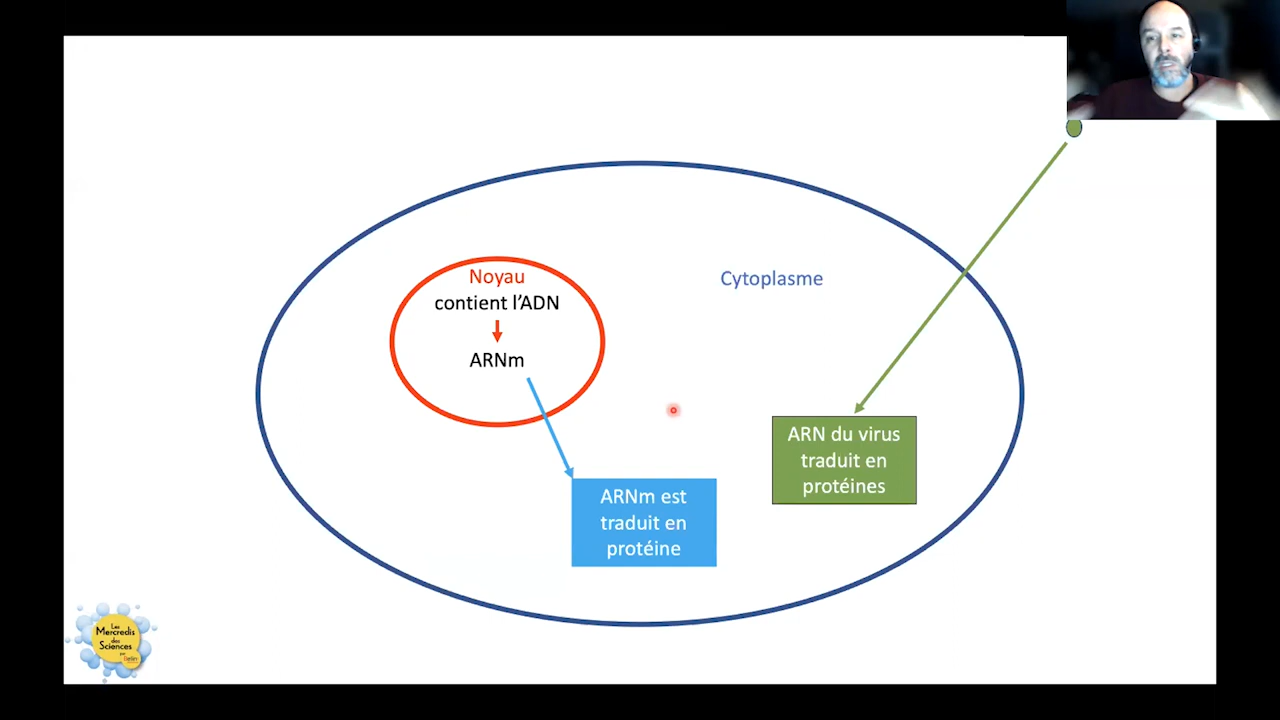 Noyau
contient l’ADN
ARNm
Cytoplasme
ARNm est
traduit en
protéine
ARN du virus
traduit en
protéines
Les
Mercredis
des
Sciences
par